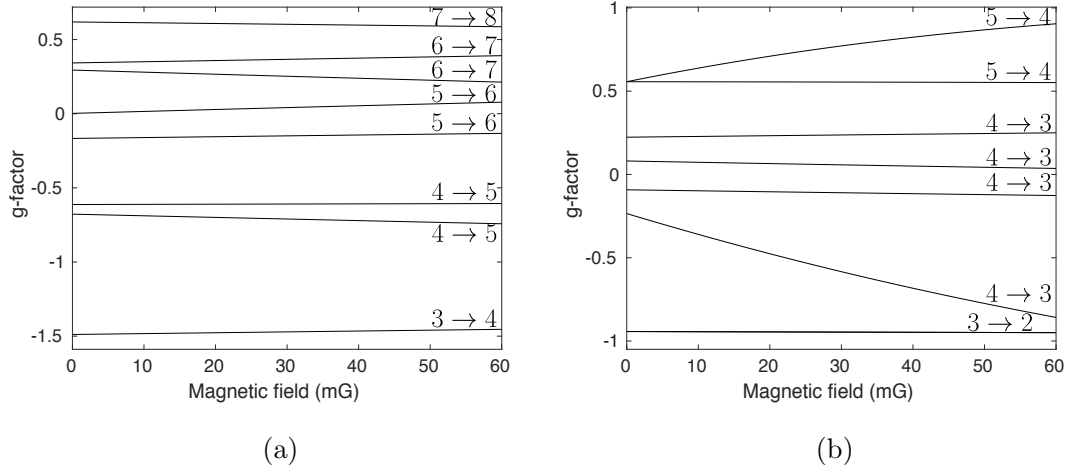 7 → 8
6 → 7
6 → 7
5 → 6
5 → 6
4 → 5
4 → 5
3 → 4
0.5
0
-0.5
-1
-1.5
g-factor
0 10 20 30 40 50 60
Magnetic field (mG)
(a)
5 → 4
5 → 4
4 → 3
4 → 3
4 → 3
4 → 3
3 → 2
1
0.5
0
-0.5
-1
g-factor
0 10 20 30 40 50 60
Magnetic field (mG)
(b)